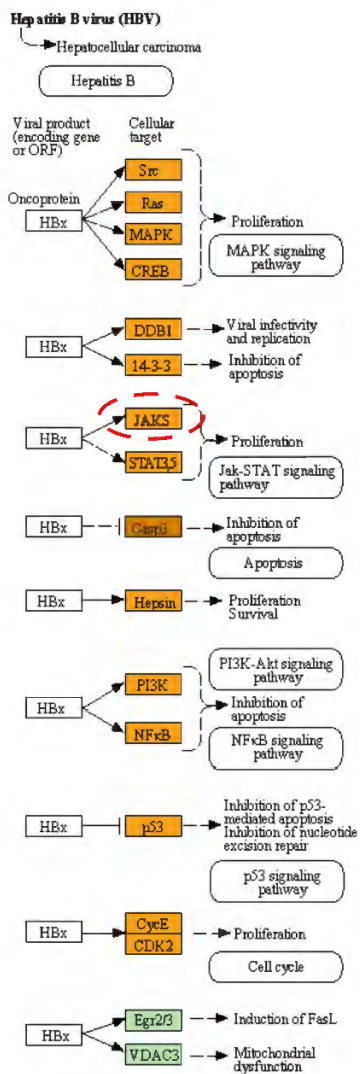 Hepatitis B virus (HBV)
Hepatocellular carcinoma
Hepatitis B
Viral product
(encoding gene
or ORF)
Cellular
target
Oncoprotein
HBx
Src
Ras
MAPK
CREB
Proliferation
MAPK signaling
pathway
HBx
DDB1
14-3-3
Viral infectivity
and replication
Inhibition of
apoptosis
HBx
JAKS
STAT3,5
Proliferation
Jak-STAT signaling
pathway
HBx
Casp3
Inhibition of
apoptosis
Apoptosis
HBx
Hepsin
Proliferation
Survival
HBx
PI3K
NFκB
PI3K-Akt signaling
pathway
Inhibition of
apoptosis
NFκB signaling
pathway
HBx
p53
Inhibition of p53-
mediated apoptosis
Inhibition of nucleotide
excision repair
p53 signaling
pathway
HBx
CycE
CDK2
Proliferation
Cell cycle
HBx
Egr2/3
VDAC3
Induction of FasL
Mitochondrial
dysfunction